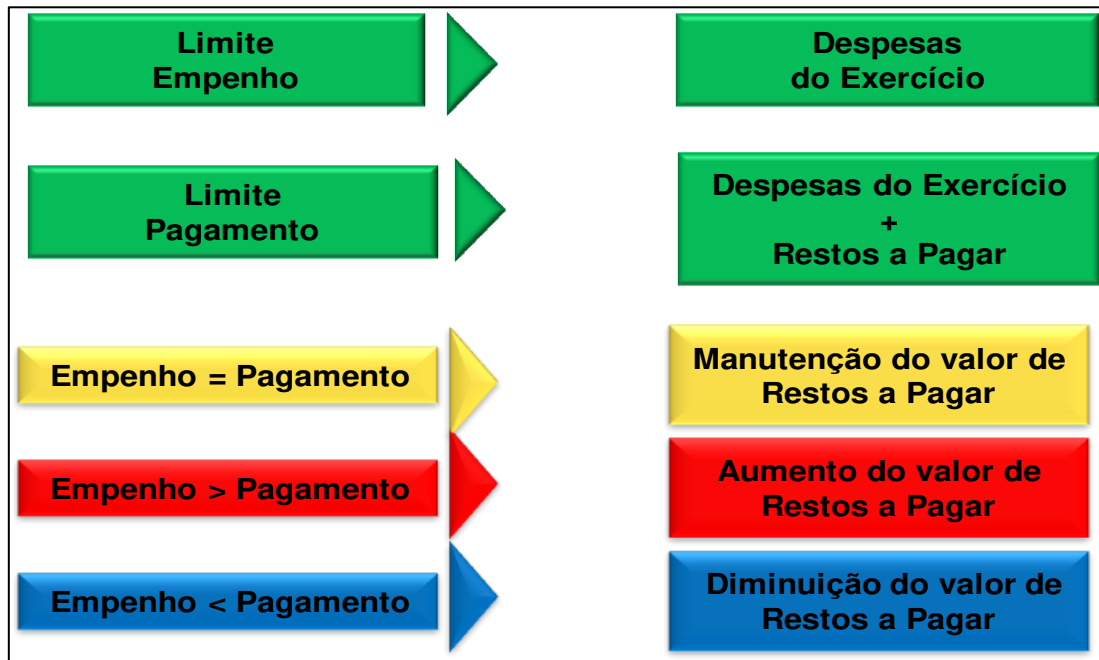 Limite
Empenho
Despesas
do Exercício
Limite
Pagamento
Despesas do Exercício
+
Restos a Pagar
Empenho = Pagamento
Manutenção do valor de
Restos a Pagar
Empenho > Pagamento
Aumento do valor de
Restos a Pagar
Empenho < Pagamento
Diminuição do valor de
Restos a Pagar